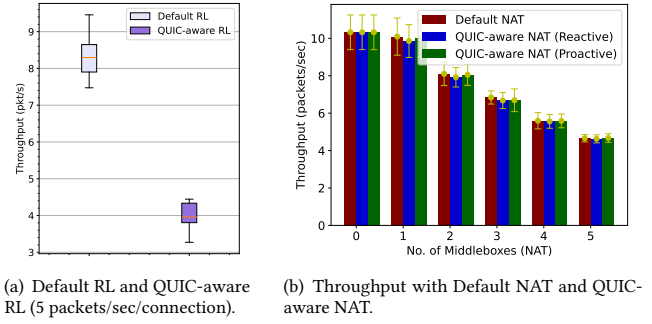 Default RL
QUIC-aware RL
9
8
7
6
5
4
3
Throughput (pkt/s)
Default NAT
QUIC-aware NAT (Reactive)
QUIC-aware NAT (Proactive)
10
8
6
4
2
0
Throughput (packets/sec)
0 1 2 3 4 5
No. of Middleboxes (NAT)
(a) Default RL and QUIC-aware
RL (5 packets/sec/connection).
(b) Throughput with Default NAT and QUIC-
aware NAT.